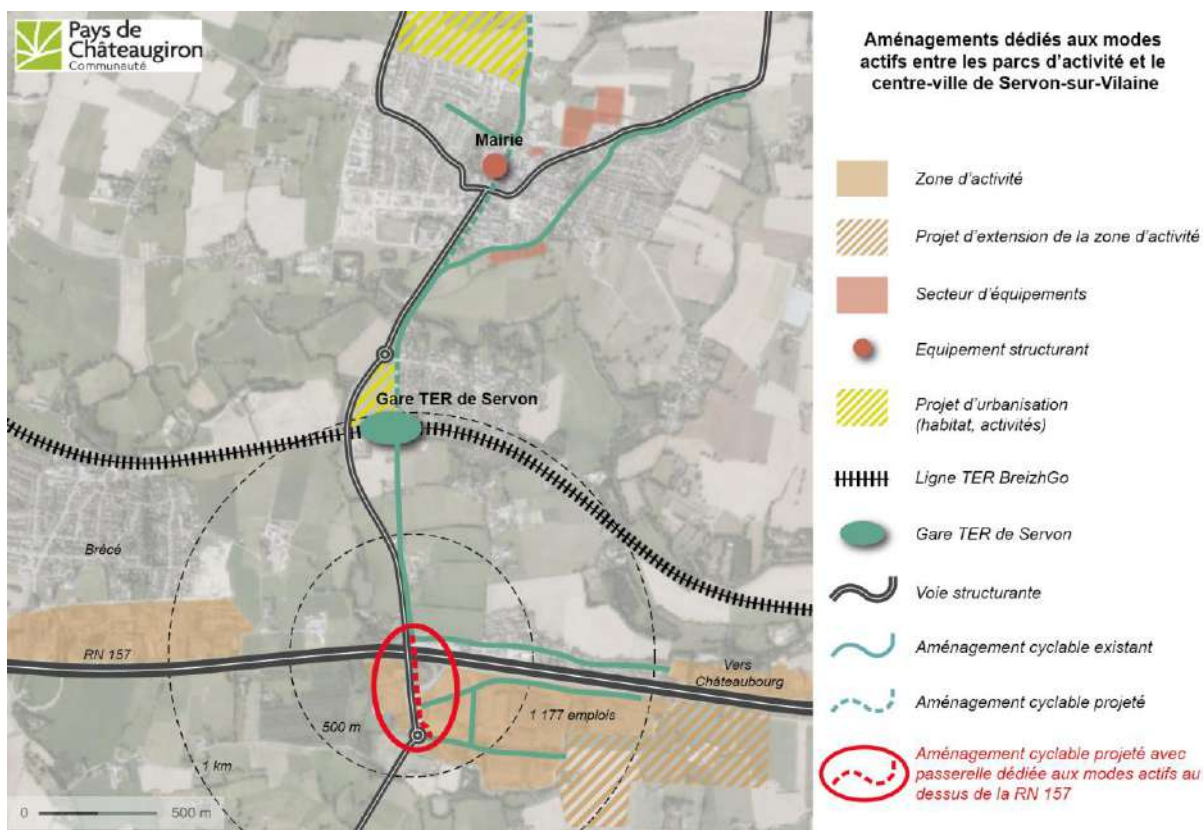 Pays de
Châteaugiron
Communauté
Aménagements dédiés aux modes
actifs entre les parcs d'activité et le
centre-ville de Servon-sur-Vilaine
Mairie
Gare TER de Servon
Brécé
RN 157
Vers
Châteaubourg
1 177 emplois
500 m
1 km
0
500 m
Zone d'activité
Projet d'extension de la zone d'activité
Secteur d'équipements
Equipement structurant
Projet d'urbanisation
(habitat, activités)
Ligne TER BreizhGo
Gare TER de Servon
Voie structurante
Aménagement cyclable existant
Aménagement cyclable projeté
Aménagement cyclable projeté avec
passerelle dédiée aux modes actifs au
dessus de la RN 157